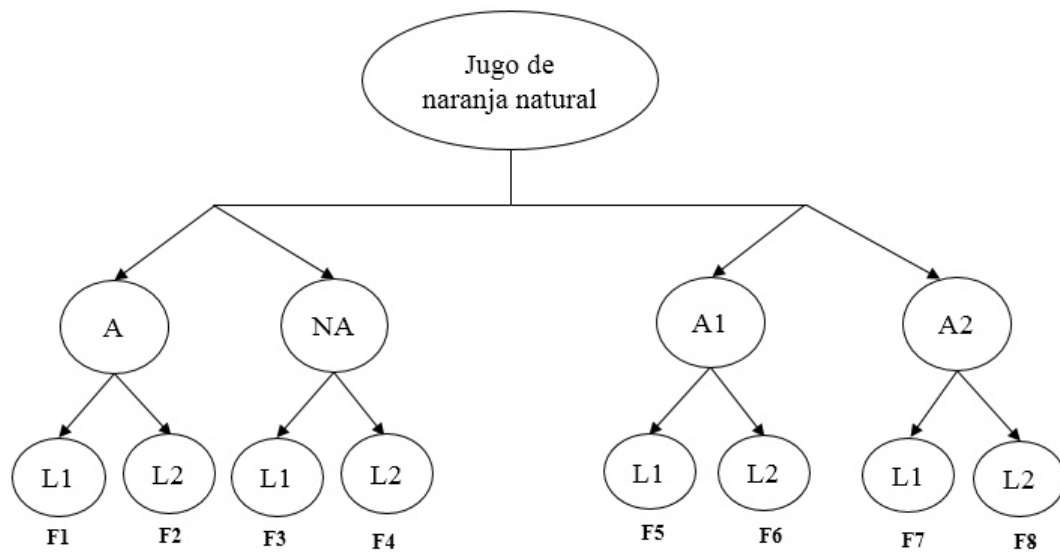 Jugo de
naranja natural
A
NA
A1
A2
L1
L2
L1
L2
L1
L2
L1
L2
F1
F2
F3
F4
F5
F6
F7
F8